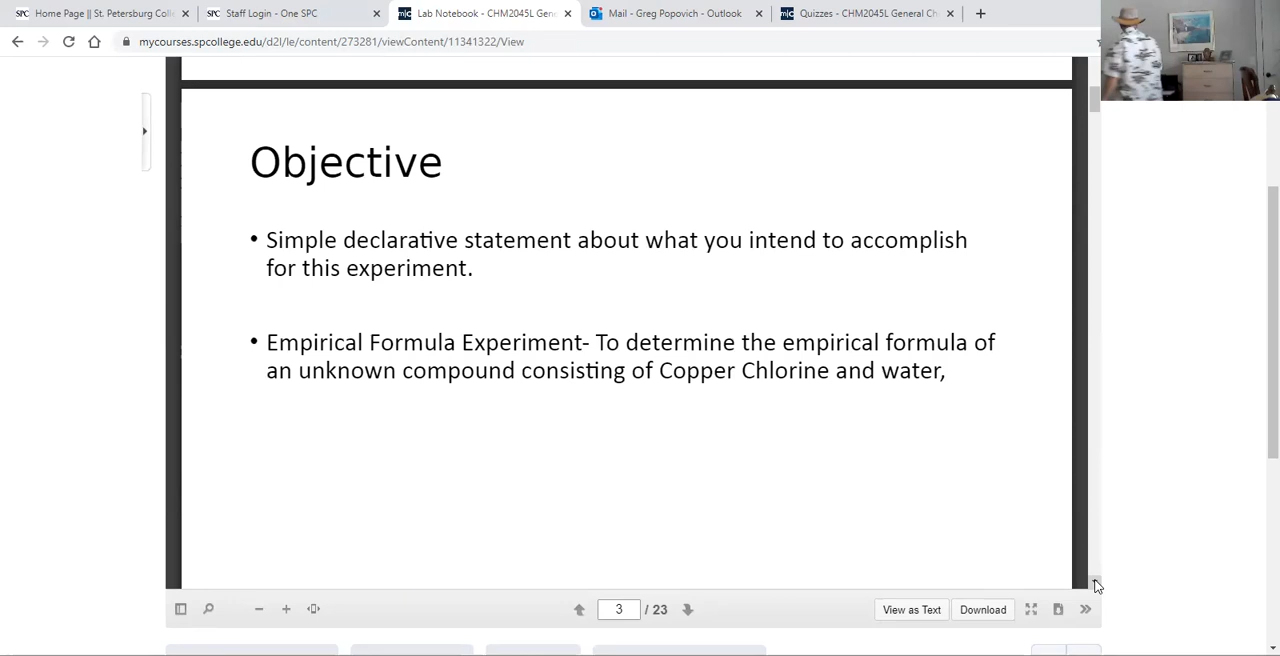 Home Page || St. Petersburg Colle
Staff Login - One SPC
Lab Notebook - CHM2045L Gene
Mail - Greg Popovich - Outlook
Quizzes - CHM2045L General Ch
mycourses.spcollege.edu/d2l/le/content/273281/viewContent/11341322/View
Objective
• Simple declarative statement about what you intend to accomplish
for this experiment.
• Empirical Formula Experiment- To determine the empirical formula of
an unknown compound consisting of Copper Chlorine and water,
3 / 23
View as Text
Download